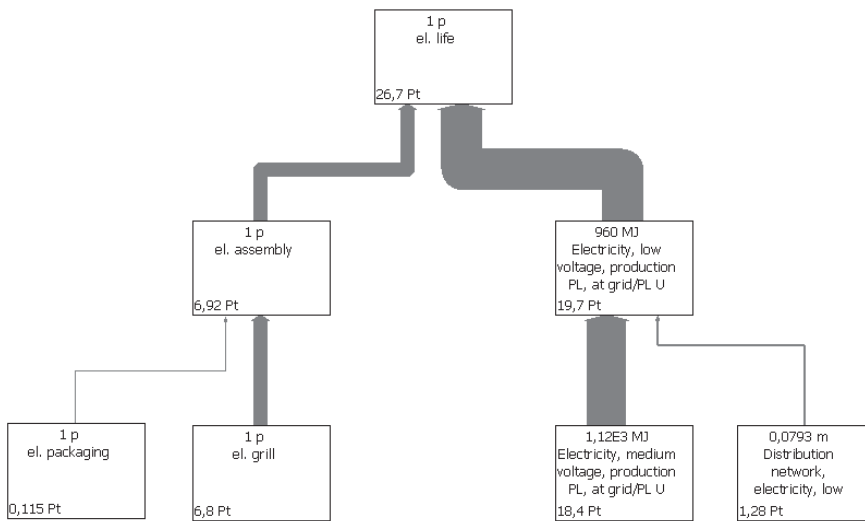 1 p
el. life
26,7 Pt
1 p
el. assembly
6,92 Pt
960 MJ
Electricity, low
voltage, production
PL, at grid/PL U
19,7 Pt
1 p
el. packaging
0,115 Pt
1 p
el. grill
6,8 Pt
1,12E3 MJ
Electricity, medium
voltage, production
PL, at grid/PL U
18,4 Pt
0,0793 m
Distribution
network,
electricity, low
1,28 Pt